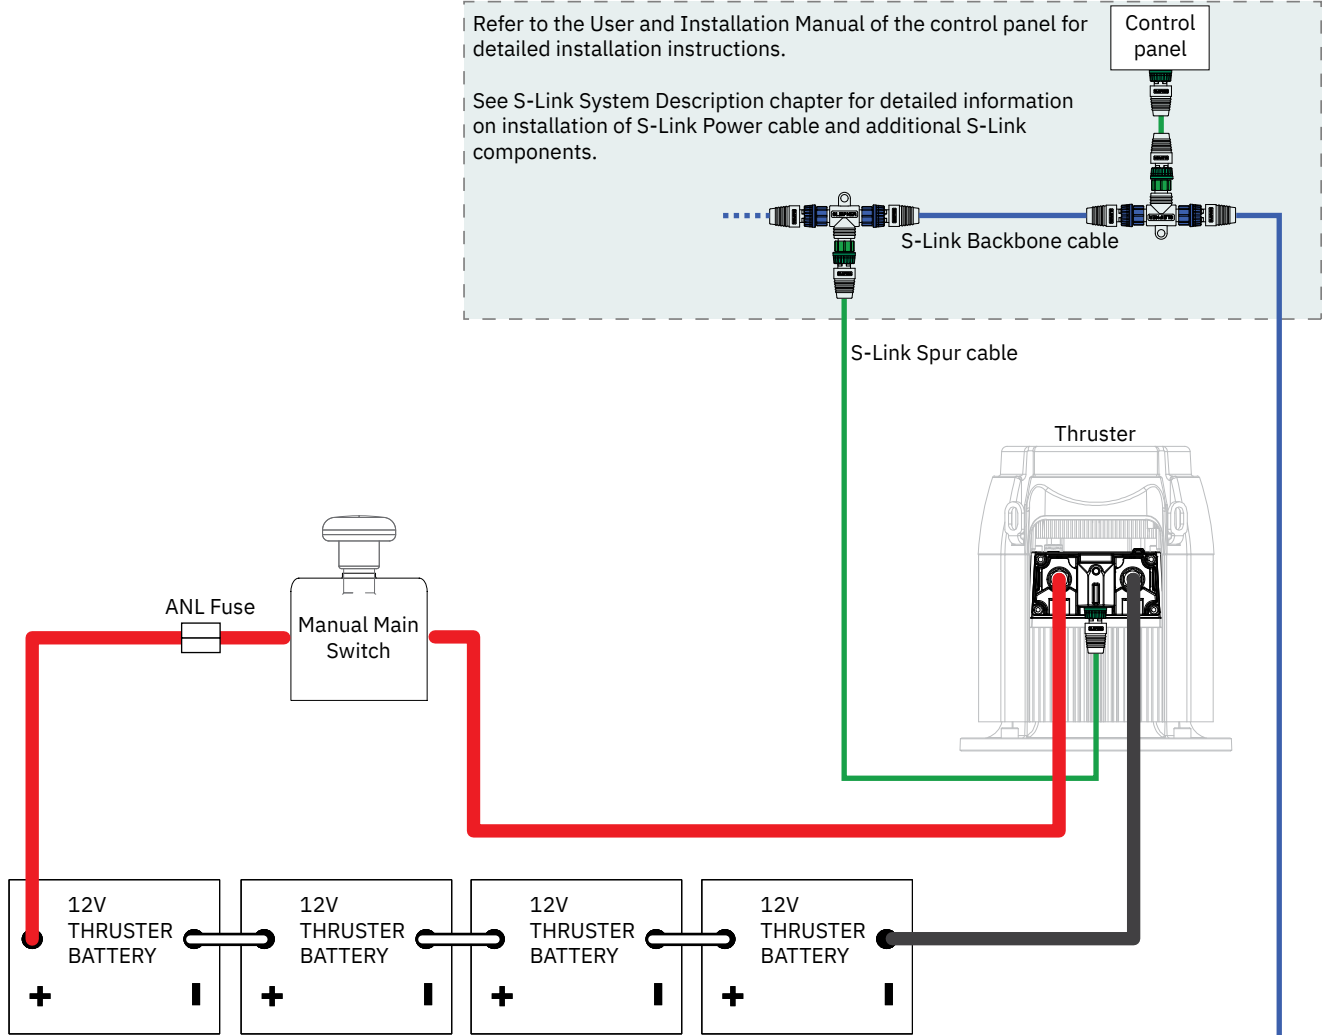 Refer to the User and Installation Manual of the control panel for
detailed installation instructions.
See S-Link System Description chapter for detailed information
on installation of S-Link Power cable and additional S-Link
components.
Control
panel
SLEIPNER
S-Link Backbone cable
S-Link Spur cable
Thruster
ANL Fuse
Manual Main
Switch
12V
THRUSTER
BATTERY
+ -
12V
THRUSTER
BATTERY
+ -
12V
THRUSTER
BATTERY
+ -
12V
THRUSTER
BATTERY
+ -